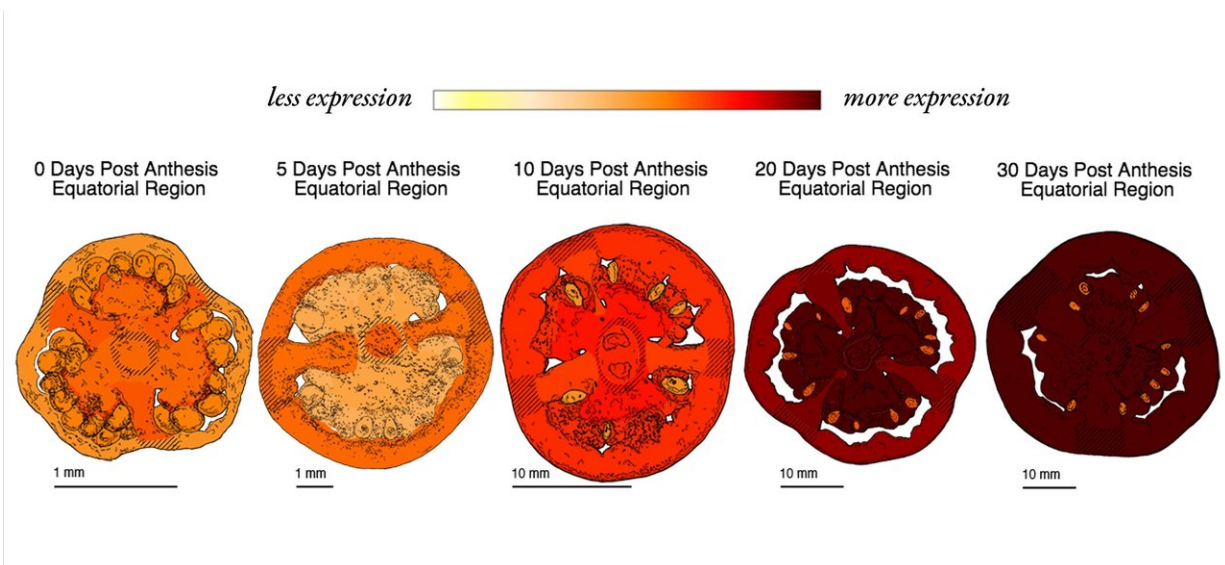 less expression
more expression
0 Days Post Anthesis
Equatorial Region
5 Days Post Anthesis
Equatorial Region
10 Days Post Anthesis
Equatorial Region
20 Days Post Anthesis
Equatorial Region
30 Days Post Anthesis
Equatorial Region
1 mm
1 mm
10 mm
10 mm
10 mm